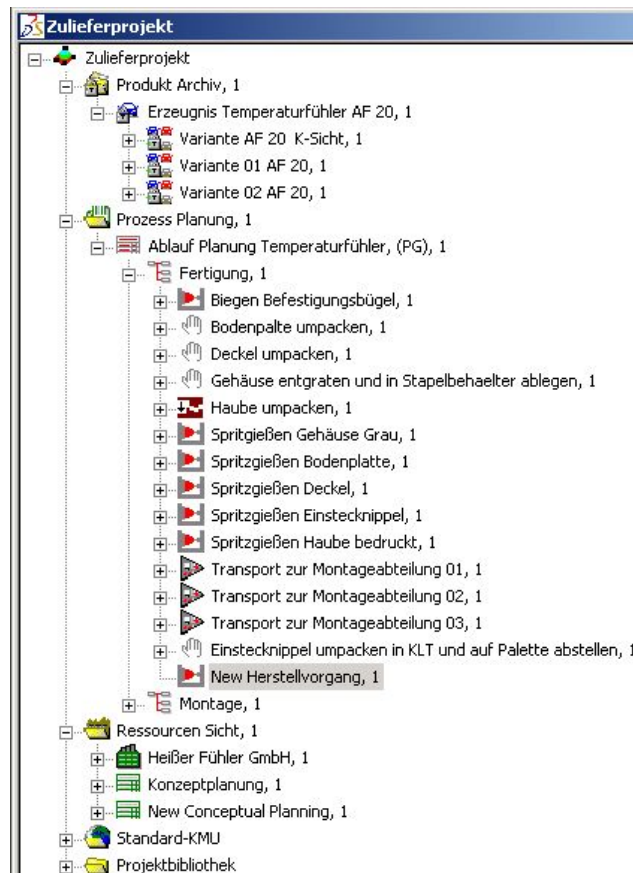 Zulieferprojekt
Zulieferprojekt
Produkt Archiv, 1
Erzeugnis Temperaturfühler AF 20, 1
Variante AF 20 K-Sicht, 1
Variante 01 AF 20, 1
Variante 02 AF 20, 1
Prozess Planung, 1
Ablauf Planung Temperaturfühler, (PG), 1
Fertigung, 1
Biegen Befestigungsbügel, 1
Bodenpalte umpacken, 1
Deckel umpacken, 1
Gehäuse entgraten und in Stapelbehaelter ablegen, 1
Haube umpacken, 1
Spritgießen Gehäuse Grau, 1
Spritzgießen Bodenplatte, 1
Spritzgießen Deckel, 1
Spritzgießen Einstecknippel, 1
Spritzgießen Haube bedruckt, 1
Transport zur Montageabteilung 01, 1
Transport zur Montageabteilung 02, 1
Transport zur Montageabteilung 03, 1
Einstecknippel umpacken in KLT und auf Palette abstellen, 1
New Herstellvorgang, 1
Montage, 1
Ressourcen Sicht, 1
Heißer Fühler GmbH, 1
Konzeptplanung, 1
New Conceptual Planning, 1
Standard-KMU
Projektbibliothek